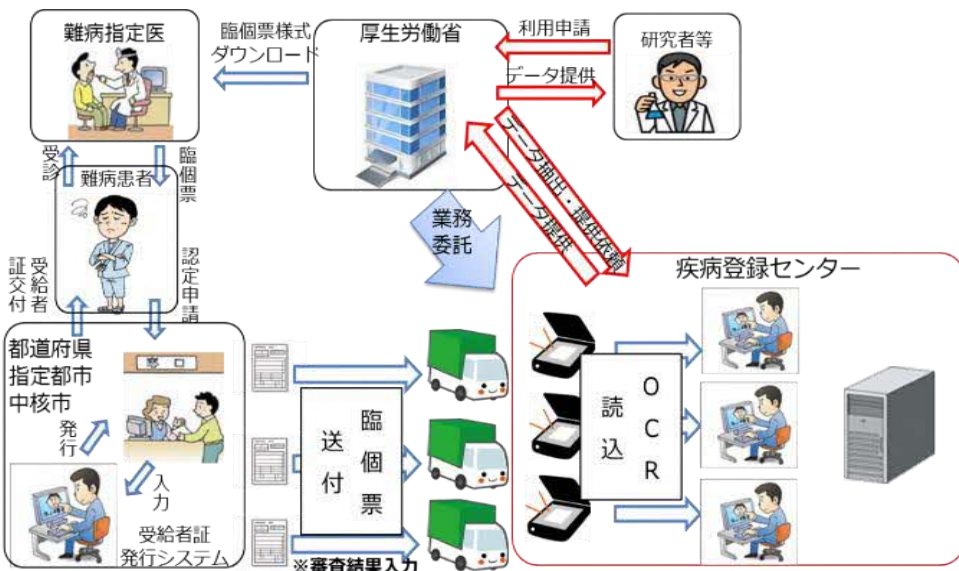 難病指定医
臨個票様式
ダウンロード
厚生労働省
利用申請
データ提供
研究者等
受診
臨個票
難病患者
データ抽出・提供依頼
データ提供
業務
委託
受給者
証交付
認定申請
疾病登録センター
都道府県
指定都市
中核市
窓口
発行
入力
受給者証
発行システム
臨個票
送付
※審査結果入力
OCR
読込